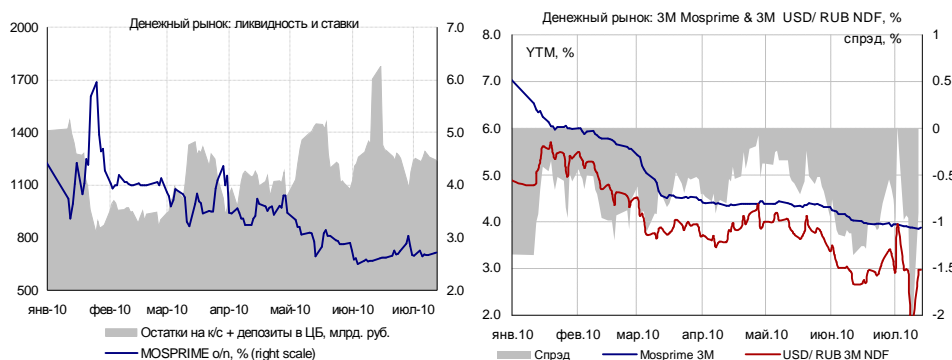 Денежный рынок: ликвидность и ставки
1700
1400
1100
800
500
7.0
6.0
5.0
4.0
3.0
2.0
янв-10 фев-10 мар-10 апр-10 май-10 июн-10 июл-10
Остатки на к/с + депозиты в ЦБ, млрд. руб.
MOSPRIME o/n, % (right scale)
Денежный рынок: 3М Mosprime & 3M USD/ RUB NDF, %
YTM, %
спрэд, %
8.0
7.0
6.0
5.0
4.0
3.0
2.0
1
0.5
0
-0.5
-1
-1.5
-2
янв.10 фев.10 мар.10 апр.10 май.10 июн.10 июл.10
Спрэд Mosprime 3M USD/ RUB 3M NDF